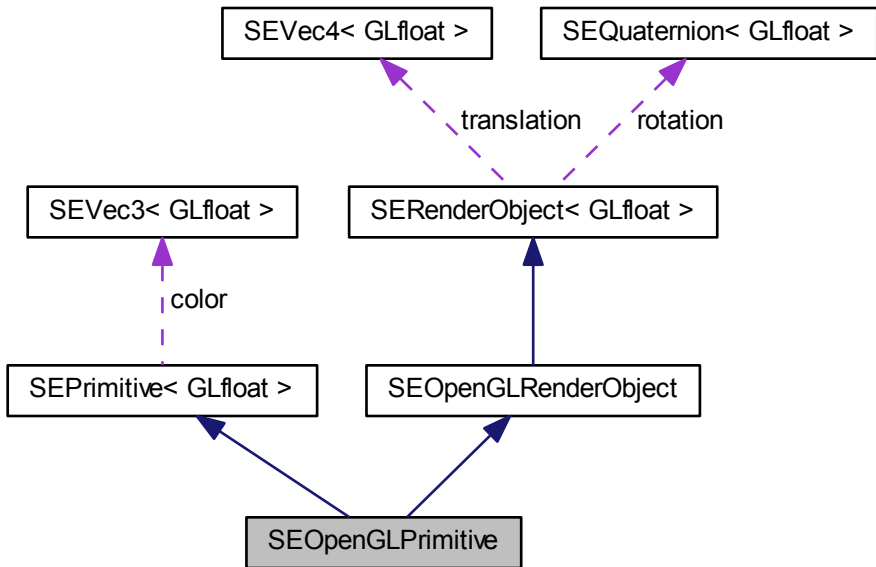 SEVec4< GLfloat >
SEQuaternion< GLfloat >
translation
rotation
SEVec3< GLfloat >
SERenderObject< GLfloat >
color
SEPrimitive< GLfloat >
SEOpenGLRenderObject
SEOpenGLPrimitive